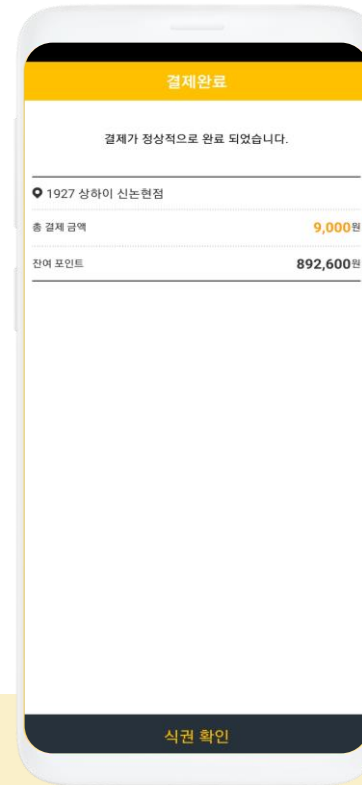 결제완료
결제가 정상적으로 완료 되었습니다.
1927 상하이 신논현점
총 결제 금액 9,000원
잔여 포인트 892,600원
식권 확인